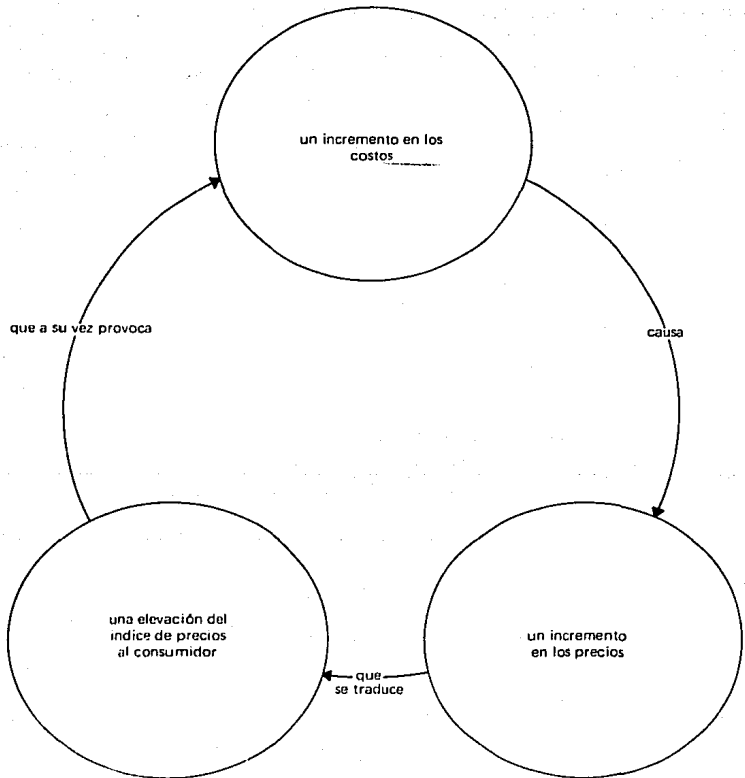 un incremento en los
costos
causa
un incremento
en los precios
que
se traduce
una elevación del
indice de precios
al consumidor
que a su vez provoca